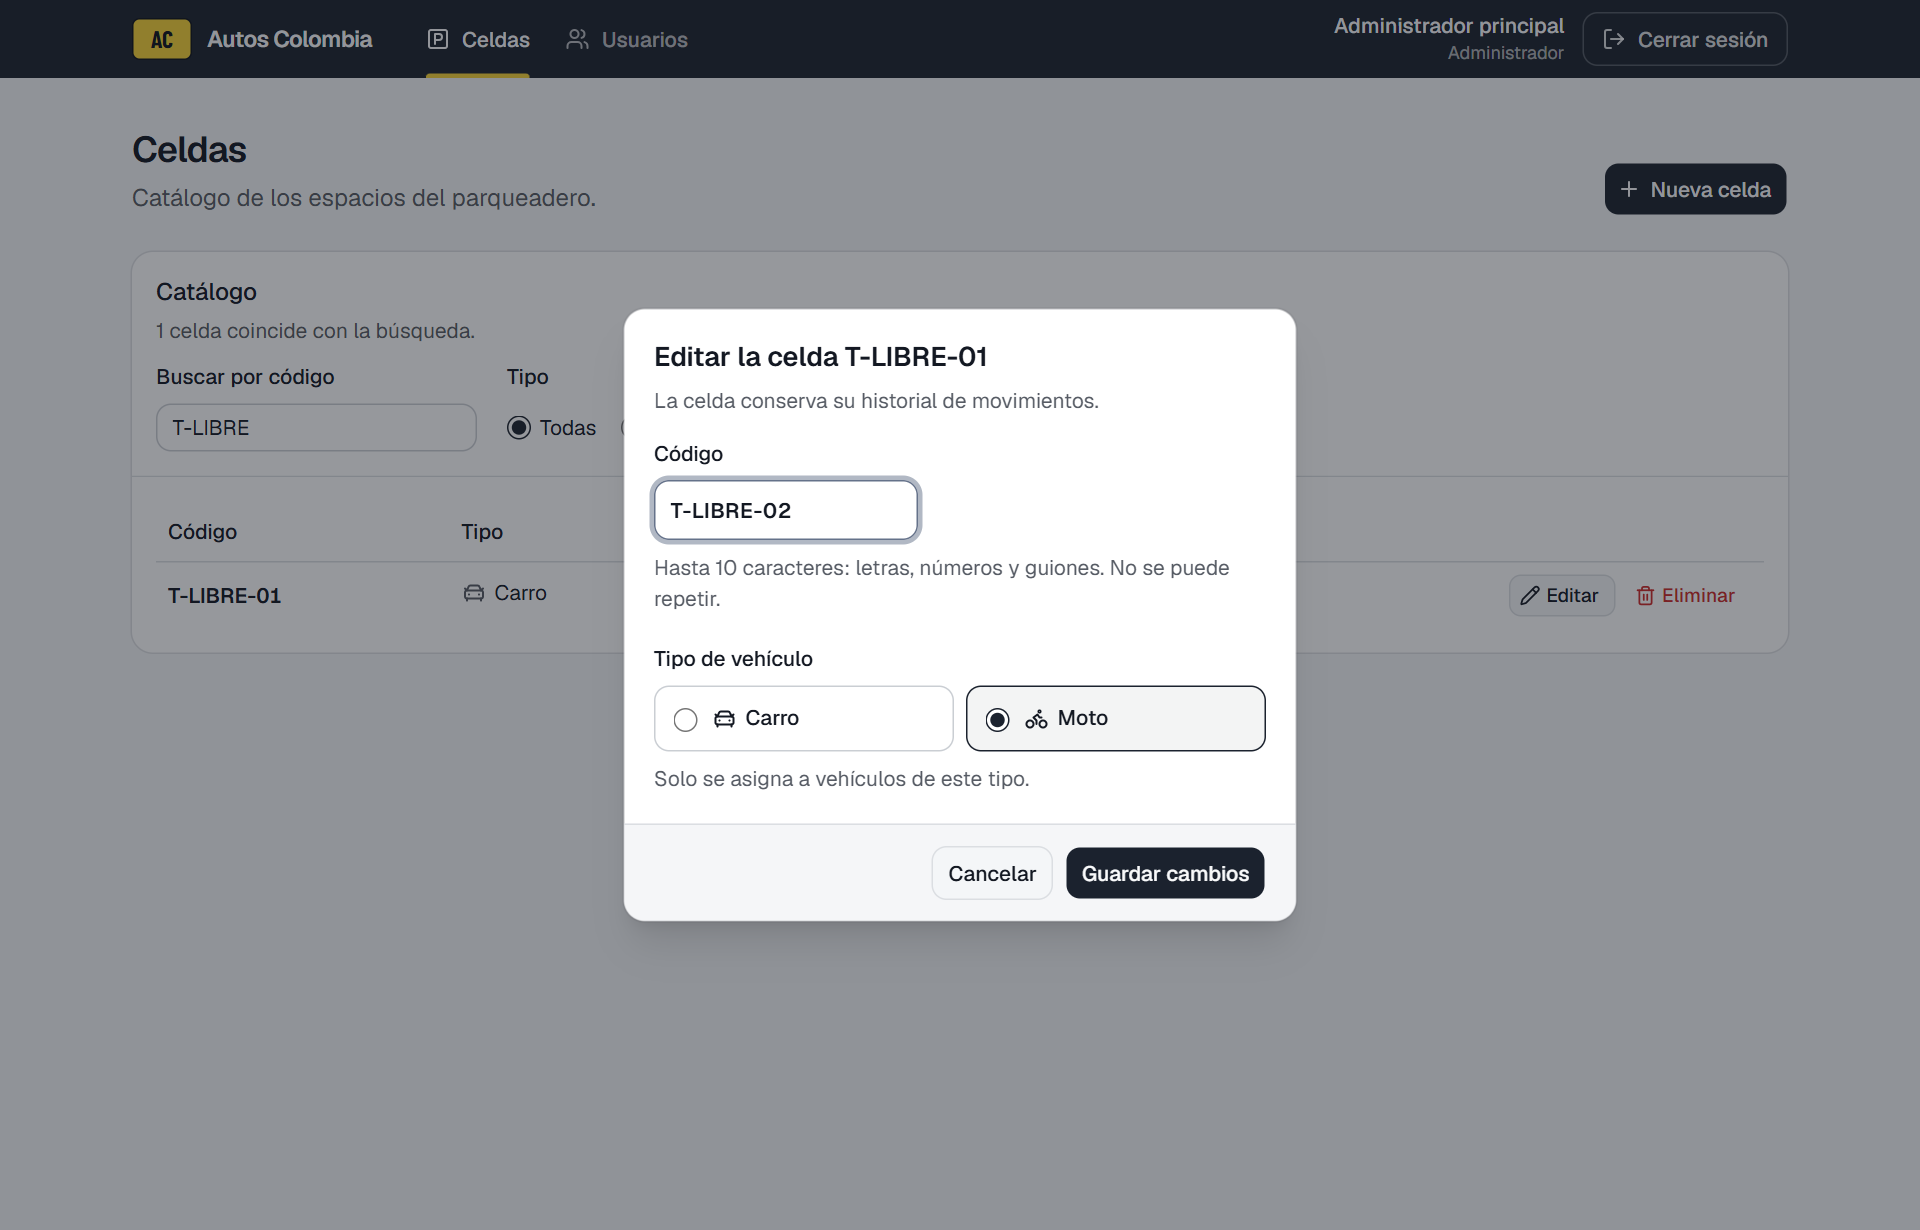 AC
Autos Colombia
Celdas
Usuarios
Administrador principal
Administrador
Cerrar sesión
Celdas
Catálogo de los espacios del parqueadero.
Nueva celda
Catálogo
1 celda coincide con la búsqueda.
Buscar por código
Tipo
T-LIBRE
Todas
Código
Tipo
T-LIBRE-01
Carro
Editar
Eliminar
Editar la celda T-LIBRE-01
La celda conserva su historial de movimientos.
Código
T-LIBRE-02
Hasta 10 caracteres: letras, números y guiones. No se puede
repetir.
Tipo de vehículo
Carro
Moto
Solo se asigna a vehículos de este tipo.
Cancelar
Guardar cambios